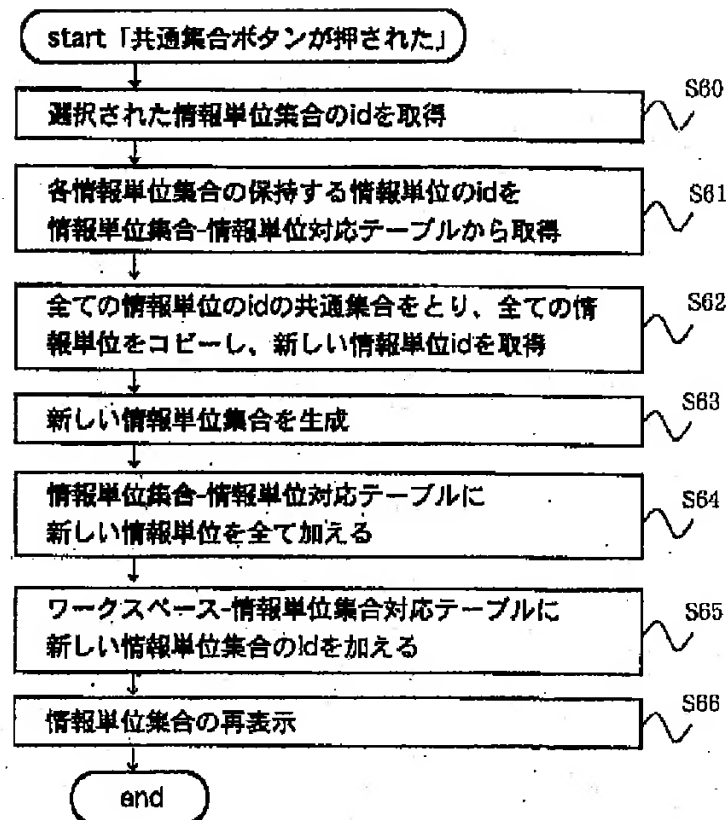 start「共通集合ボタンが押された」
S60
選択された情報単位集合のidを取得
各情報単位集合の保持する情報単位のidを
S61
情報単位集合-情報単位対応テーブルから取得
全ての情報単位のidの共通集合をとり、全ての情
S62
報単位をコピーし、新しい情報単位idを取得
S63
新しい情報単位集合を生成
情報単位集合-情報単位対応テーブルに
S64
新しい情報単位を全て加える
ワークスペース-情報単位集合対応テーブルに
S65
新しい情報単位集合のidを加える
S66
情報単位集合の再表示
end